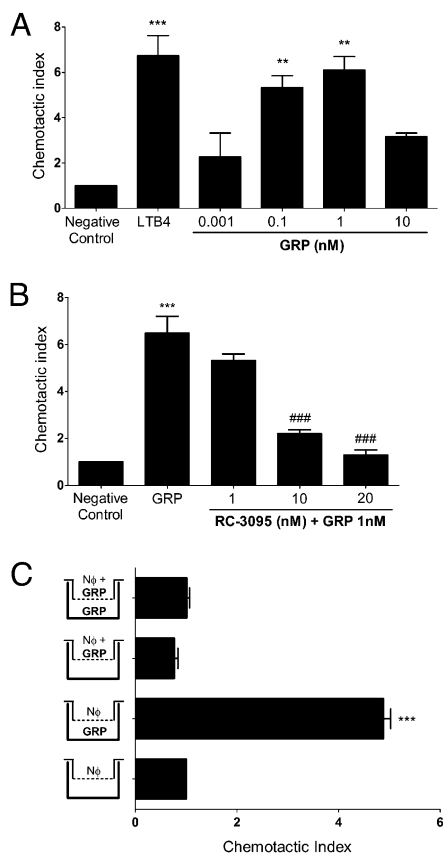 A
Chemotactic index
8
6
4
2
0
***
**
**
Negative Control
LTB4
0.001
0.1
1
10
GRP (nM)
B
Chemotactic index
8
6
4
2
0
***
###
###
Negative Control
GRP
1
10
20
RC-3095 (nM) + GRP 1nM
C
Nϕ +
GRP
GRP
Nϕ +
GRP
Nϕ
GRP
***
Nϕ
0
2
4
6
Chemotactic Index